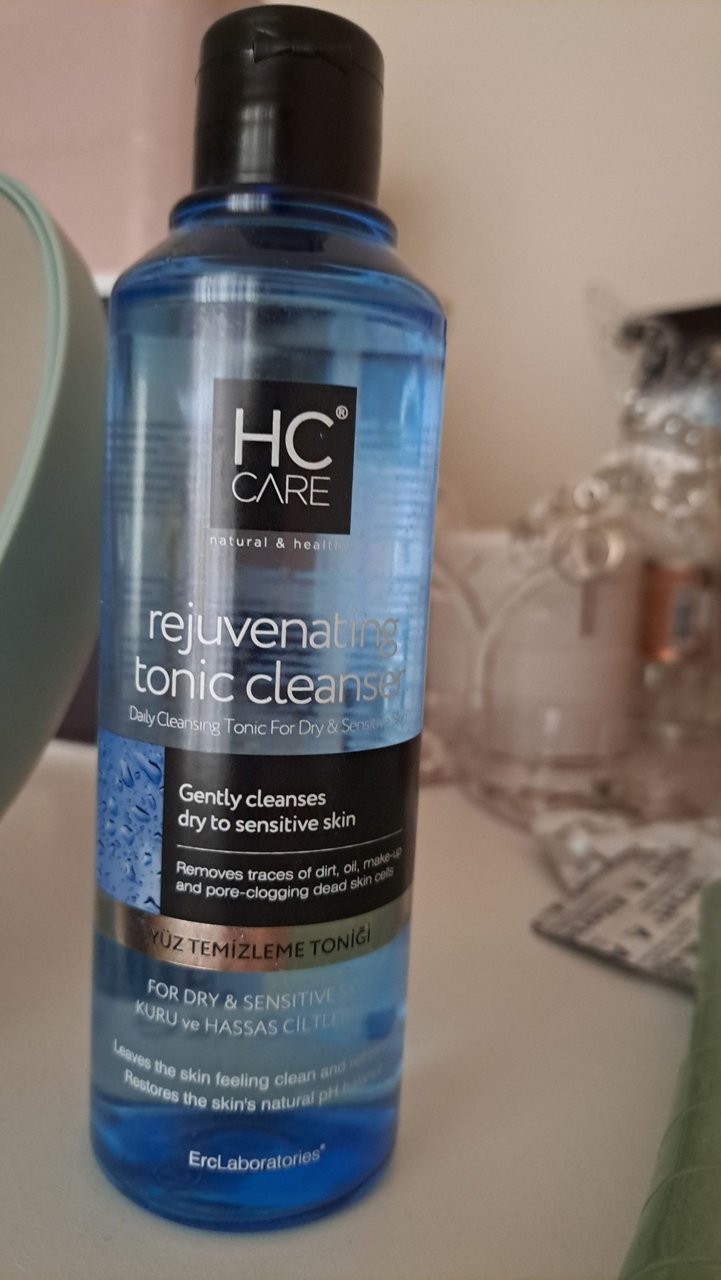 HC®
CARE
natural & health
rejuvenating
tonic cleanser
Daily Cleansing Tonic For Dry & Sensitive Skin
Gently cleanses
dry to sensitive skin
Removes traces of dirt, oil, make-up
and pore-clogging dead skin cells
YÜZ TEMİZLEME TONİĞİ
FOR DRY & SENSITIVE
KURU ve HASSAS
Leaves the skin feeling clean and
Restores the skin's natural pH balance
ErcLaboratories®